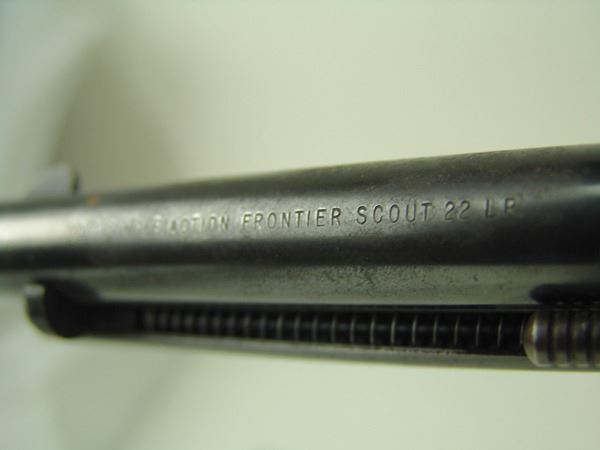 ACTION FRONTIER SCOUT 22 LR